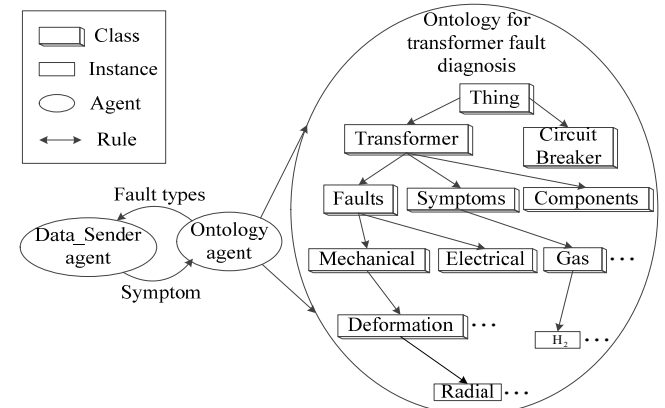 Class
Instance
Agent
Rule
Ontology for
transformer fault
diagnosis
Thing
Transformer
Circuit
Breaker
Faults
Symptoms
Components
Fault types
Data_Sender
agent
Ontology
agent
Symptom
Mechanical
Electrical
Gas ...
Deformation ...
H₂ ...
Radial ...